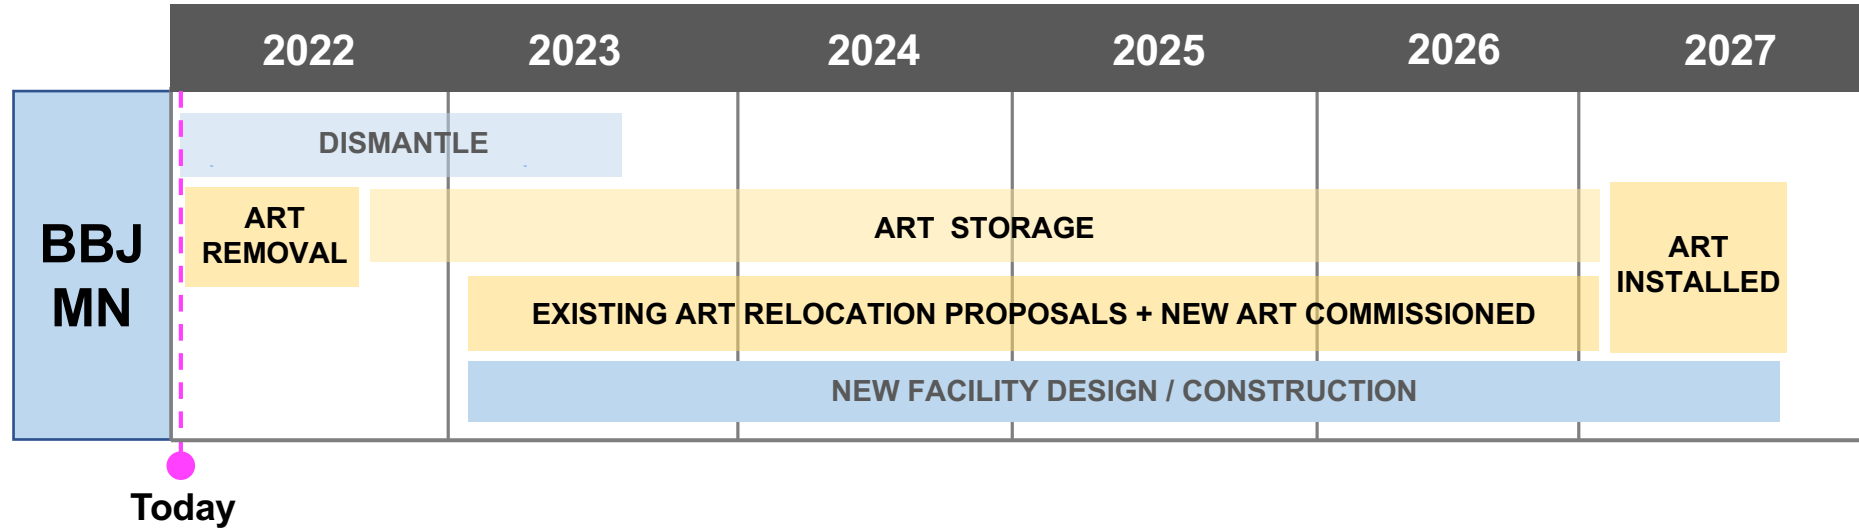 2022 2023 2024 2025 2026 2027
BBJ
MN
DISMANTLE
ART
REMOVAL
ART STORAGE
EXISTING ART RELOCATION PROPOSALS + NEW ART COMMISSIONED
ART
INSTALLED
NEW FACILITY DESIGN / CONSTRUCTION
Today